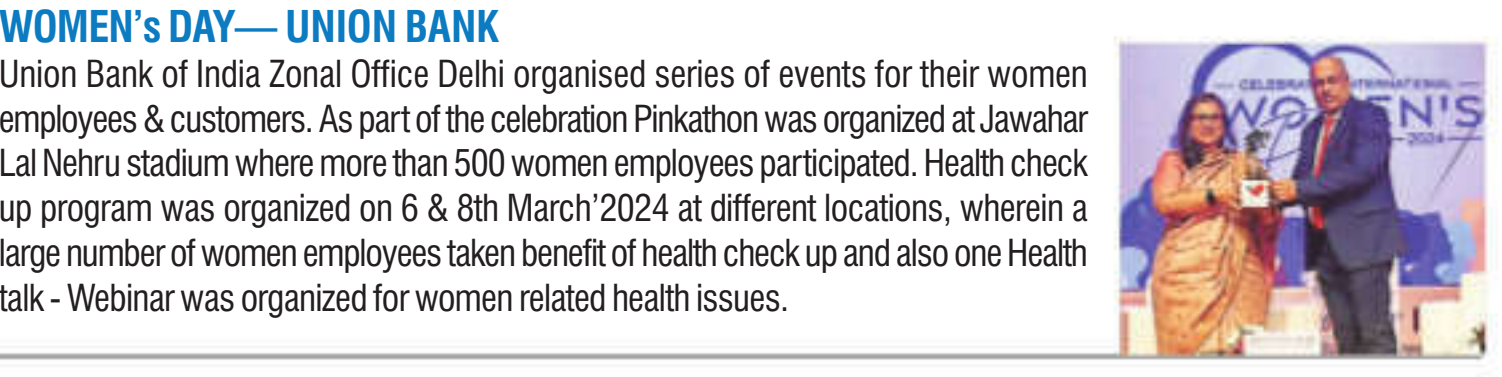 WOMEN's DAY— UNION BANK
Union Bank of India Zonal Office Delhi organised series of events for their women
employees & customers. As part of the celebration Pinkathon was organized at Jawahar
Lal Nehru stadium where more than 500 women employees participated. Health check
up program was organized on 6 & 8th March'2024 at different locations, wherein a
large number of women employees taken benefit of health check up and also one Health
talk - Webinar was organized for women related health issues.
WOMEN'S
2024